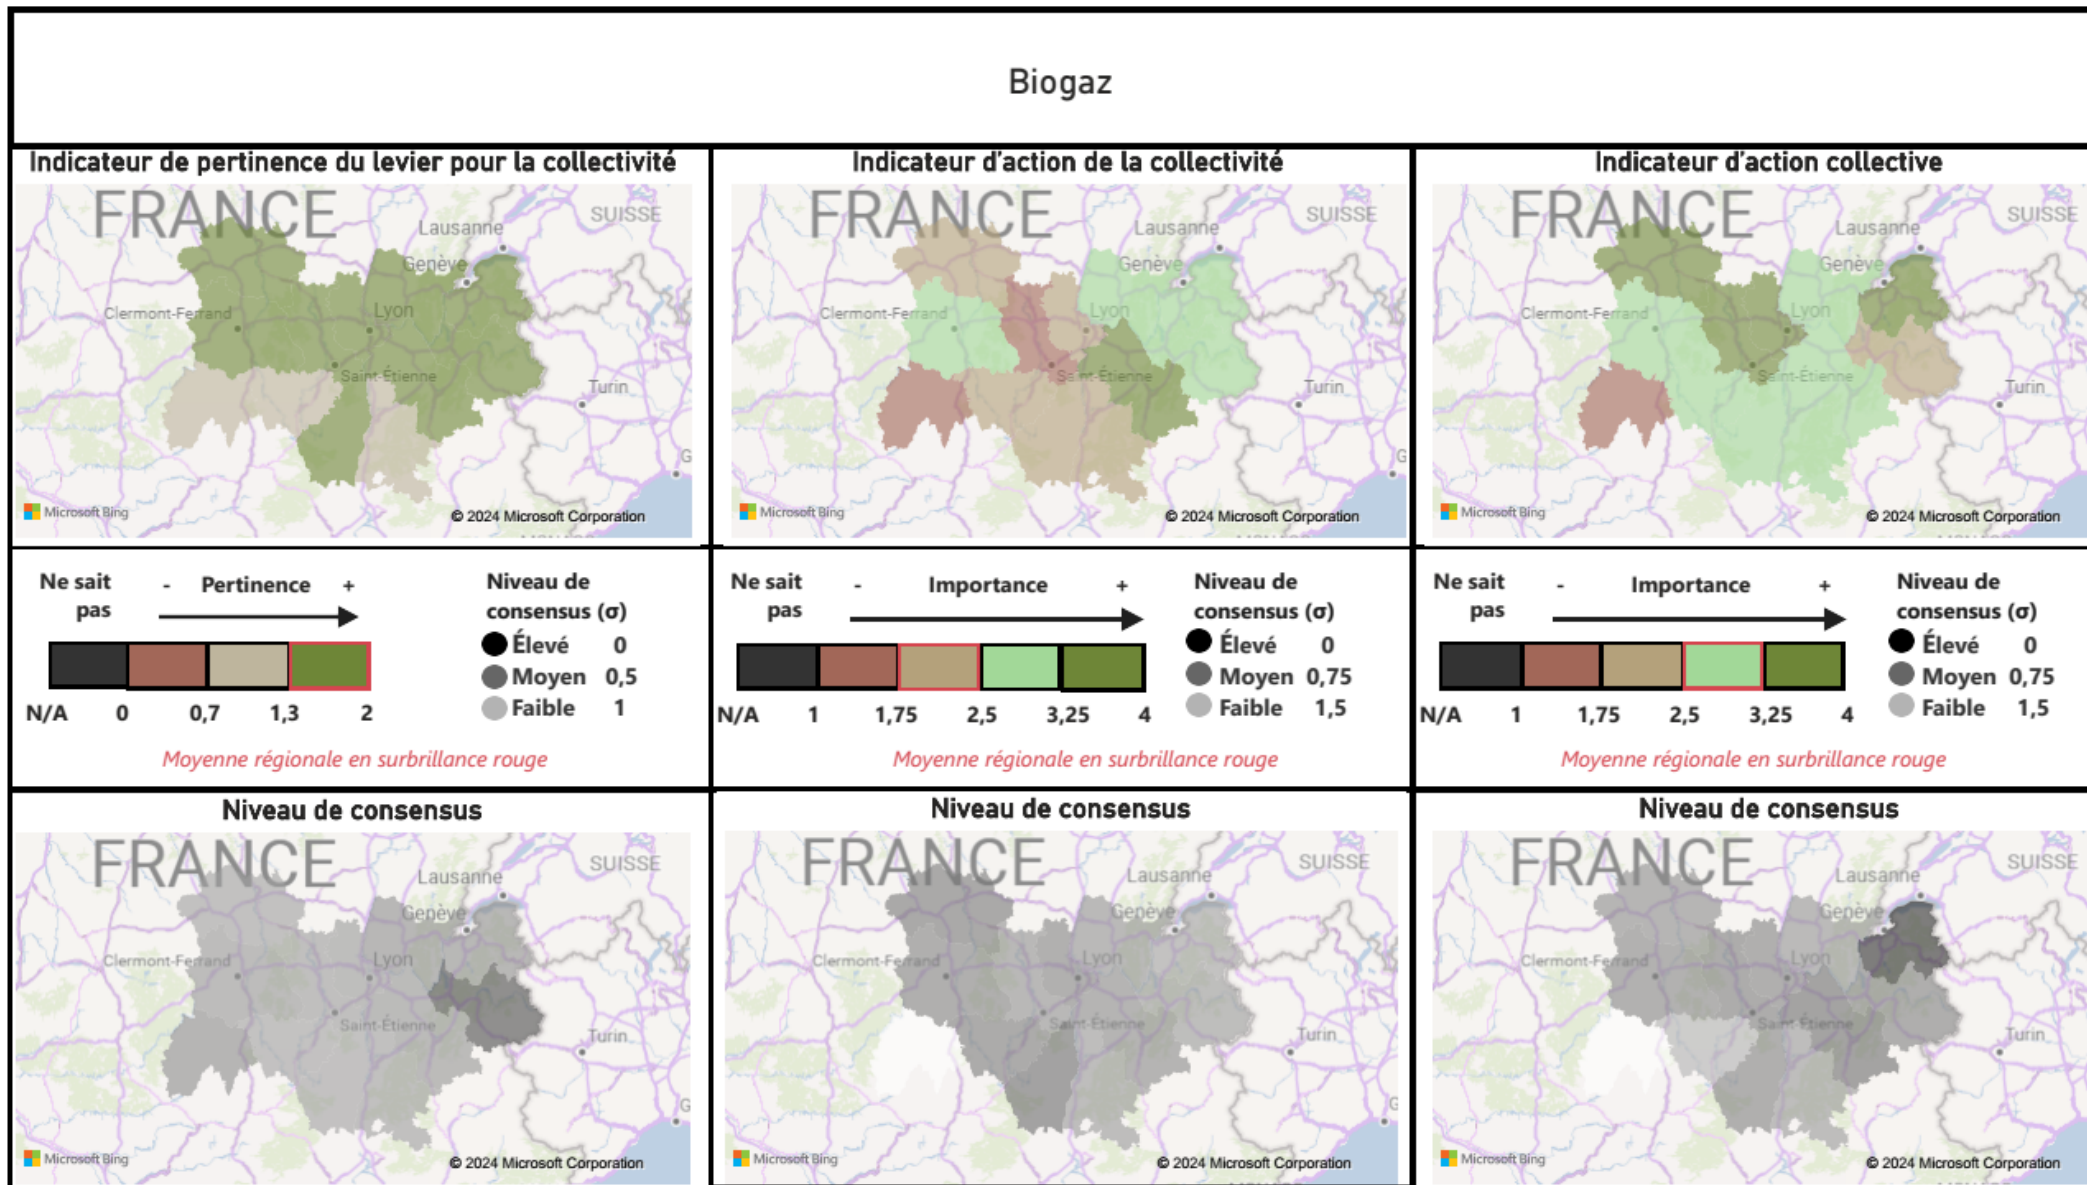 Biogaz
Indicateur de pertinence du levier pour la collectivité
Indicateur d'action de la collectivité
Indicateur d'action collective
FRANCE
SUISSE
Lausanne
Genève
Clermont-Ferrand
Lyon
Saint-Étienne
Turin
Microsoft Bing
© 2024 Microsoft Corporation
FRANCE
SUISSE
Lausanne
Genève
Clermont-Ferrand
Lyon
Saint-Étienne
Turin
G
Microsoft Bing
© 2024 Microsoft Corporation
FRANCE
SUISSE
Lausanne
Genève
Clermont-Ferrand
Lyon
Saint-Étienne
Turin
Microsoft Bing
© 2024 Microsoft Corporation
Ne sait pas
- Pertinence +
Niveau de consensus (σ)
Élevé 0
Moyen 0,5
Faible 1
N/A 0 0,7 1,3 2
Moyenne régionale en surbrillance rouge
Ne sait pas
- Importance +
Niveau de consensus (σ)
Élevé 0
Moyen 0,75
Faible 1,5
N/A 1 1,75 2,5 3,25 4
Moyenne régionale en surbrillance rouge
Ne sait pas
- Importance +
Niveau de consensus (σ)
Élevé 0
Moyen 0,75
Faible 1,5
N/A 1 1,75 2,5 3,25 4
Moyenne régionale en surbrillance rouge
Niveau de consensus
Niveau de consensus
Niveau de consensus
FRANCE
SUISSE
Lausanne
Genève
Clermont-Ferrand
Lyon
Saint-Étienne
Turin
G
Microsoft Bing
© 2024 Microsoft Corporation
FRANCE
SUISSE
Lausanne
Genève
Clermont-Ferrand
Lyon
Saint-Étienne
Turin
G
Microsoft Bing
© 2024 Microsoft Corporation
FRANCE
SUISSE
Lausanne
Genève
Clermont-Ferrand
Lyon
Saint-Étienne
Turin
Microsoft Bing
© 2024 Microsoft Corporation